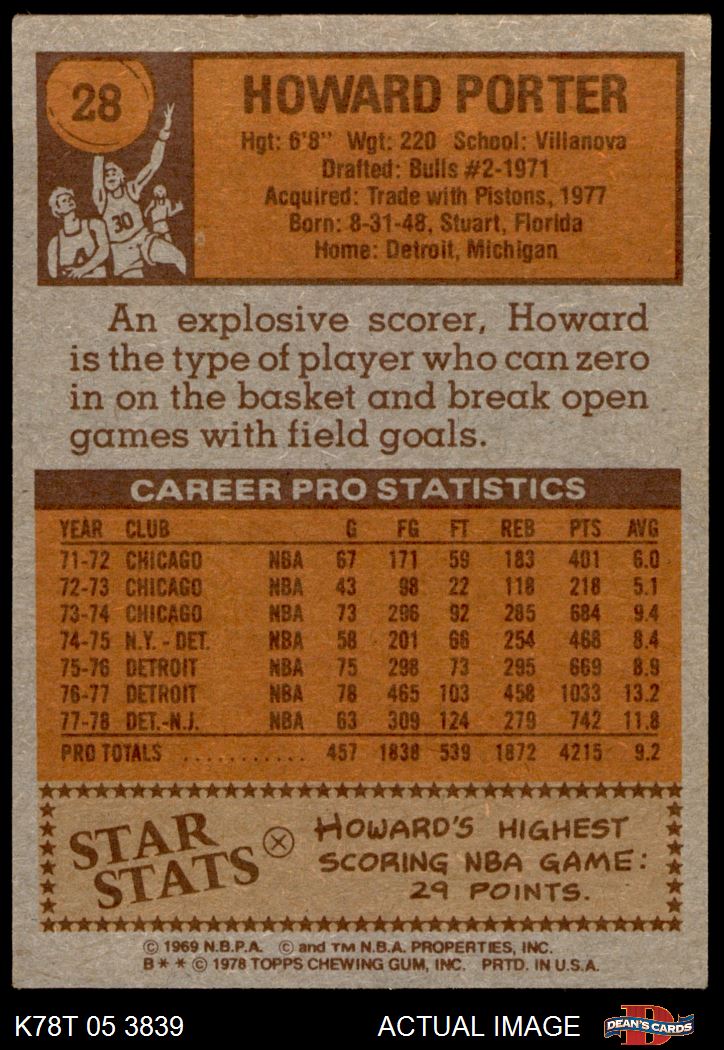 28
HOWARD PORTER
Hgt: 6'8" Wgt: 220 School: Villanova
Drafted: Bulls #2-1971
Acquired: Trade with Pistons, 1977
Born: 8-31-48, Stuart, Florida
Home: Detroit, Michigan
30
4
An explosive scorer, Howard
is the type of player who can zero
in on the basket and break open
games with field goals.
CAREER PRO STATISTICS
YEAR CLUB G FG FT REB PTS AVG
71-72 CHICAGO NBA 67 171 59 183 401 6.0
72-73 CHICAGO NBA 43 98 22 118 218 5.1
73-74 CHICAGO NBA 73 296 92 285 684 9.4
74-75 N.Y. - DET. NBA 58 201 66 254 468 8.4
75-76 DETROIT NBA 75 298 73 295 669 8.9
76-77 DETROIT NBA 78 465 103 458 1033 13.2
77-78 DET.-N.J. NBA 63 309 124 279 742 11.8
PRO TOTALS ........... 457 1838 539 1872 4215 9.2
STAR STATS
HOWARD'S HIGHEST
SCORING NBA GAME:
29 POINTS.
© 1969 N.B.P.A. © and TM N.B.A. PROPERTIES, INC.
B * * © 1978 TOPPS CHEWING GUM, INC. PRTD. IN U.S.A.
K78T 05 3839 ACTUAL IMAGE D DEAN'S CARDS